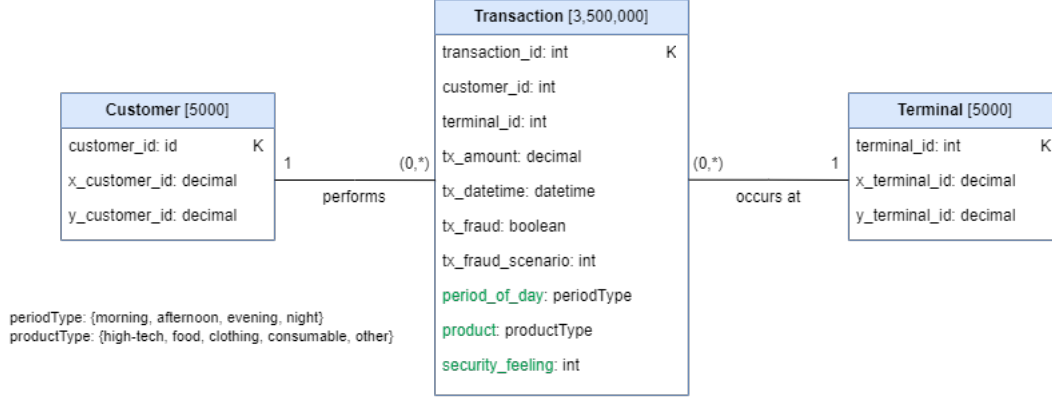 Transaction [3,500,000]
transaction_id: int K
customer_id: int
terminal_id: int
tx_amount: decimal
tx_datetime: datetime
tx_fraud: boolean
tx_fraud_scenario: int
period_of_day: periodType
product: productType
security_feeling: int
Customer [5000]
customer_id: id K
x_customer_id: decimal
y_customer_id: decimal
1
(0,*)
performs
(0,*)
1
occurs at
Terminal [5000]
terminal_id: int K
x_terminal_id: decimal
y_terminal_id: decimal
periodType: {morning, afternoon, evening, night}
productType: {high-tech, food, clothing, consumable, other}